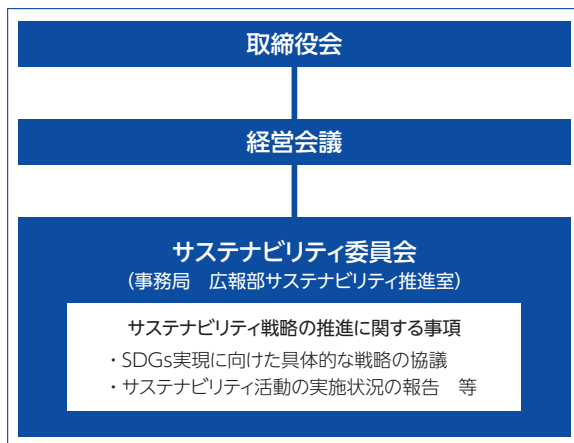 取締役会
経営会議
サステナビリティ委員会
（事務局　広報部サステナビリティ推進室）
サステナビリティ戦略の推進に関する事項
・SDGs実現に向けた具体的な戦略の協議
・サステナビリティ活動の実施状況の報告　等